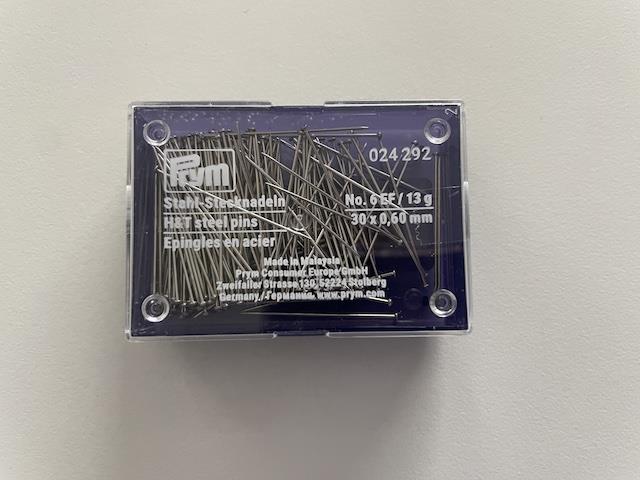 Prym
024 292
Stahl-Stecknadeln
No. 6 EF / 13 g
H&T steel pins
30 x 0,60 mm
Epingles en acier
Made in Malaysia
Prym Consumer Europe GmbH
Zweifaller Strasse 130, 52224 Stolberg
Germany / Германия, www.prym.com
2